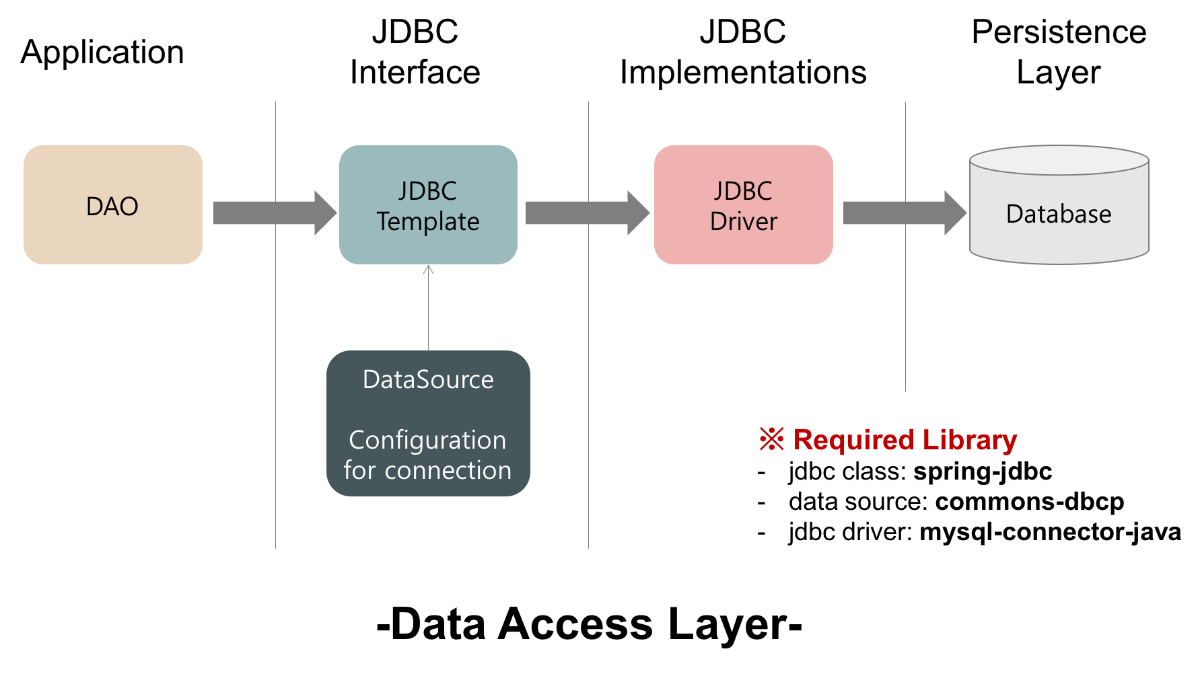 Application
JDBC
Interface
JDBC
Implementations
Persistence
Layer
DAO
JDBC
Template
JDBC
Driver
Database
DataSource
Configuration
for connection
※ Required Library
- jdbc class: spring-jdbc
- data source: commons-dbcp
- jdbc driver: mysql-connector-java
-Data Access Layer-